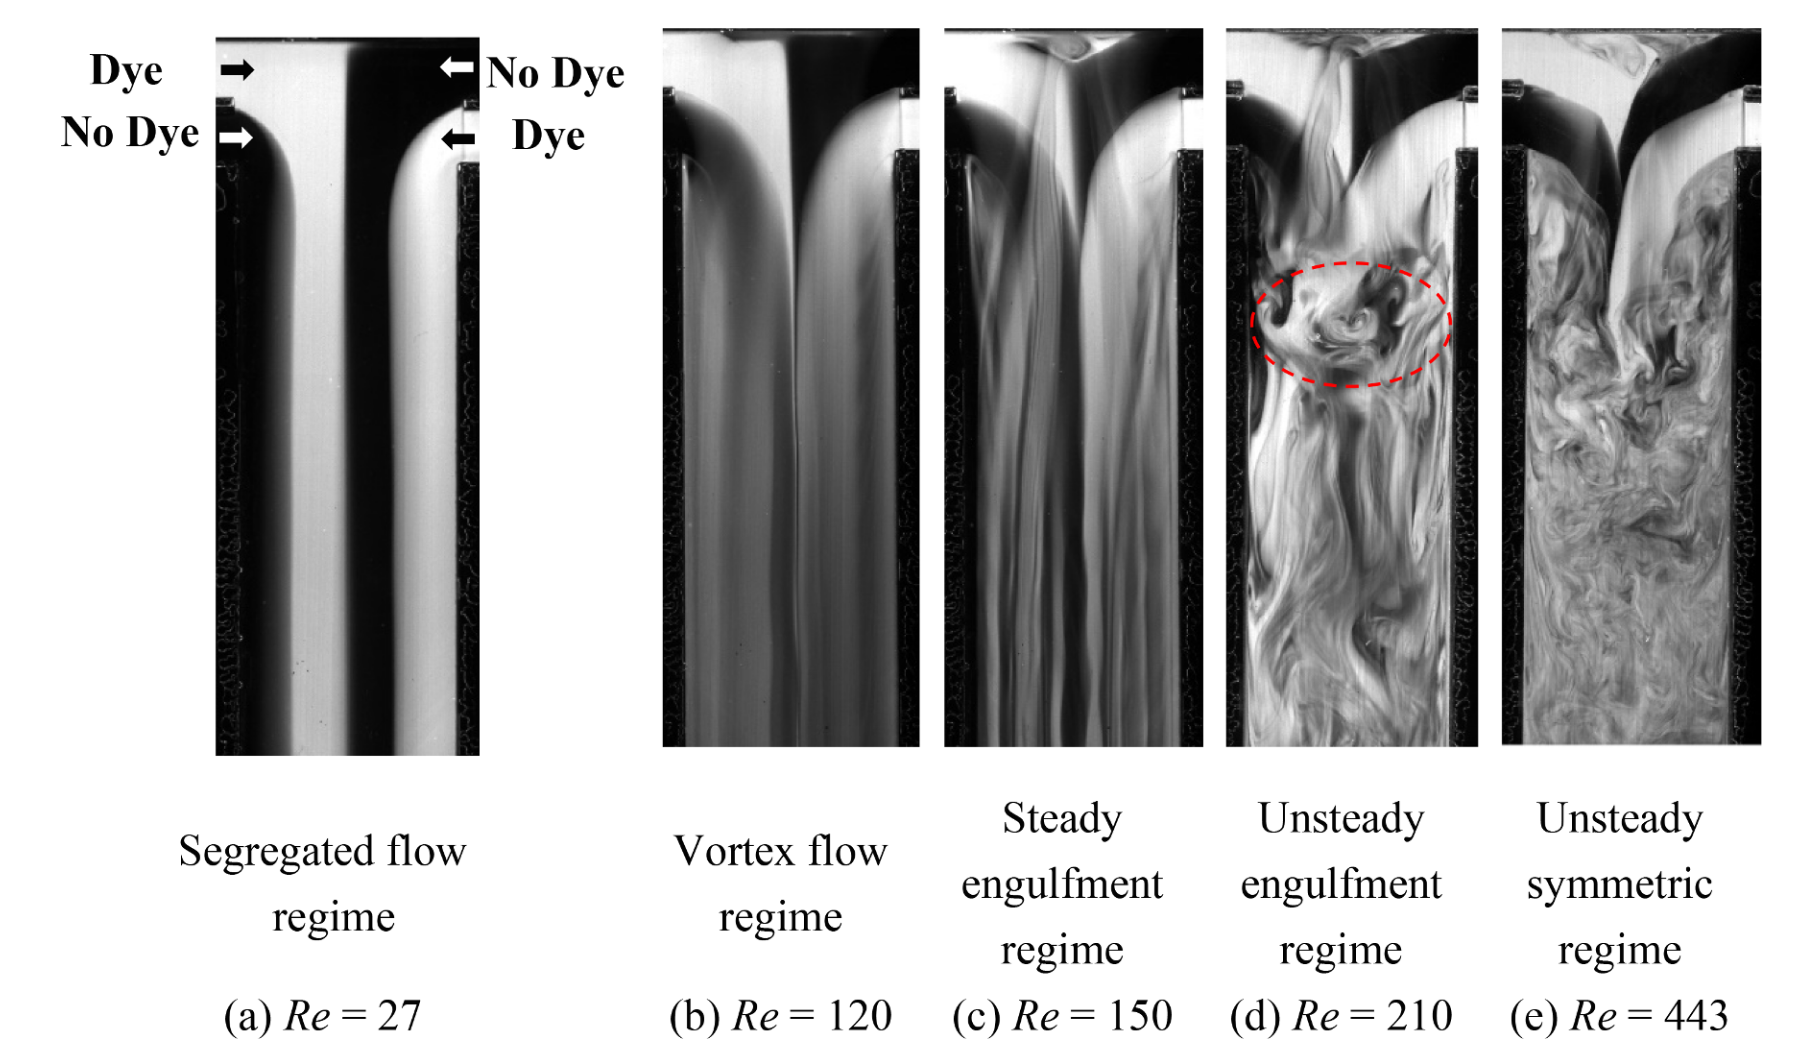 Dye
No Dye
No Dye
Dye
Segregated flow
regime
(a) Re = 27
Vortex flow
regime
(b) Re = 120
Steady
engulfment
regime
(c) Re = 150
Unsteady
engulfment
regime
(d) Re = 210
Unsteady
symmetric
regime
(e) Re = 443